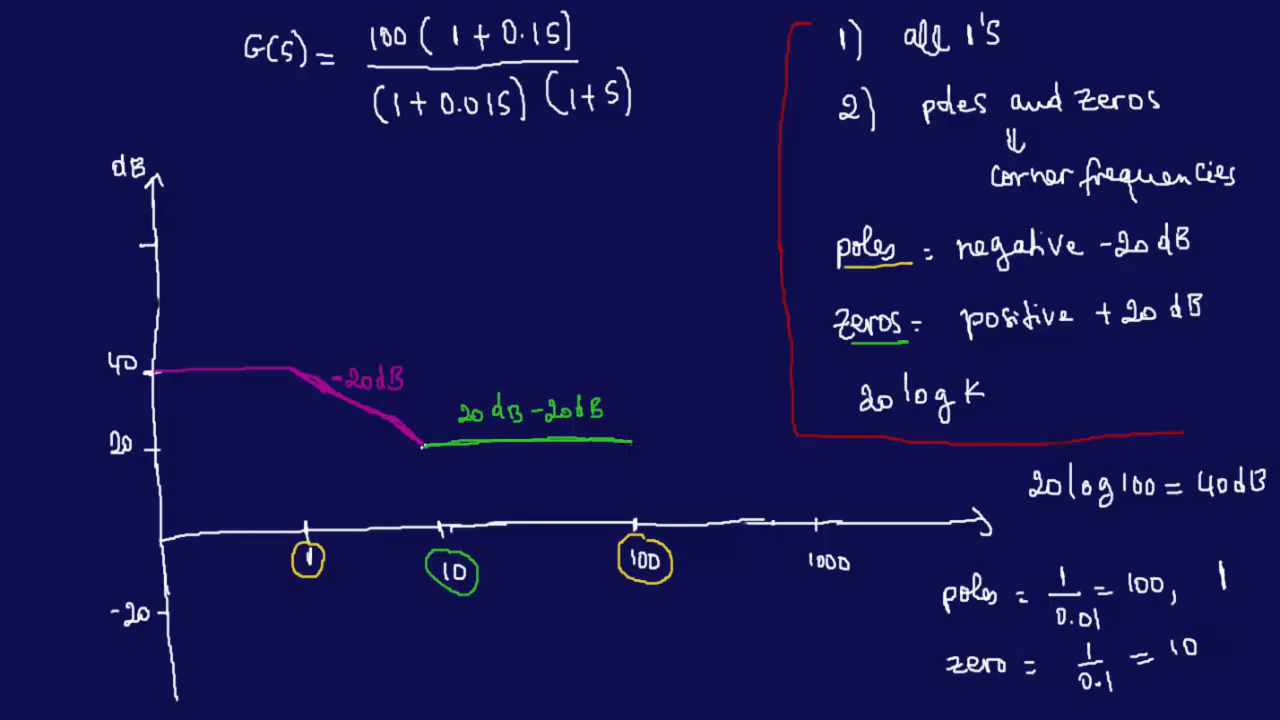 G(S) = 100 ( 1 + 0.1S)
(1 + 0.01S) (1+S)
1) all 1'S
2) poles and zeros
⇓
corner frequencies
poles = negative -20 dB
zeros = positive +20 dB
20 log K
20 log 100 = 40 dB
poles = 1/0.01 = 100, 1
zero = 1/0.1 = 10
dB
40
-20dB
20 dB -20dB
20
1
10
100
1000
-20